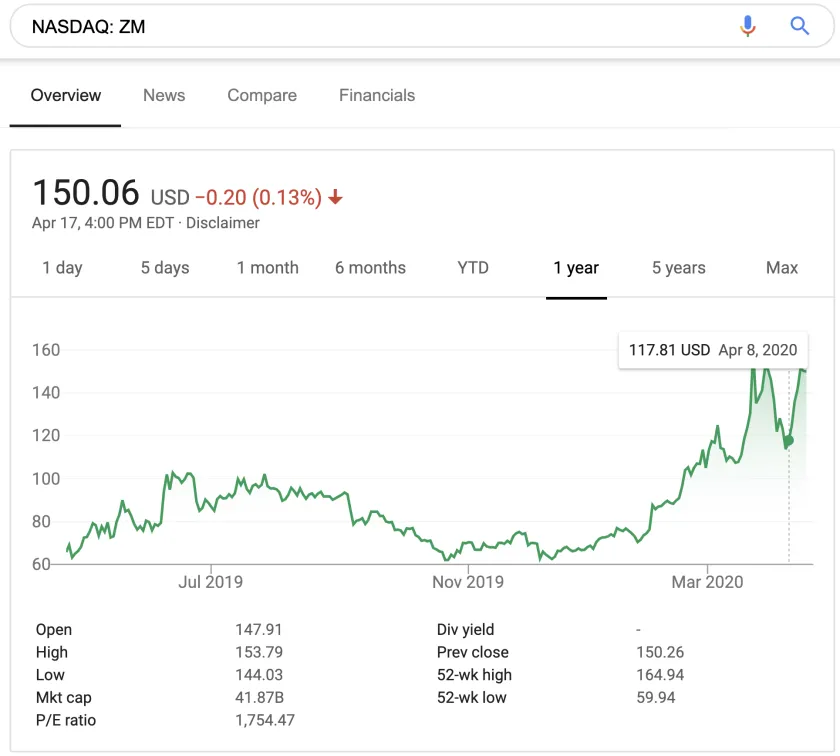 NASDAQ: ZM
Overview News Compare Financials
150.06 USD −0.20 (0.13%)
Apr 17, 4:00 PM EDT · Disclaimer
1 day 5 days 1 month 6 months YTD 1 year 5 years Max
117.81 USD Apr 8, 2020
160
140
120
100
80
60
Jul 2019 Nov 2019 Mar 2020
Open 147.91 Div yield -
High 153.79 Prev close 150.26
Low 144.03 52-wk high 164.94
Mkt cap 41.87B 52-wk low 59.94
P/E ratio 1,754.47